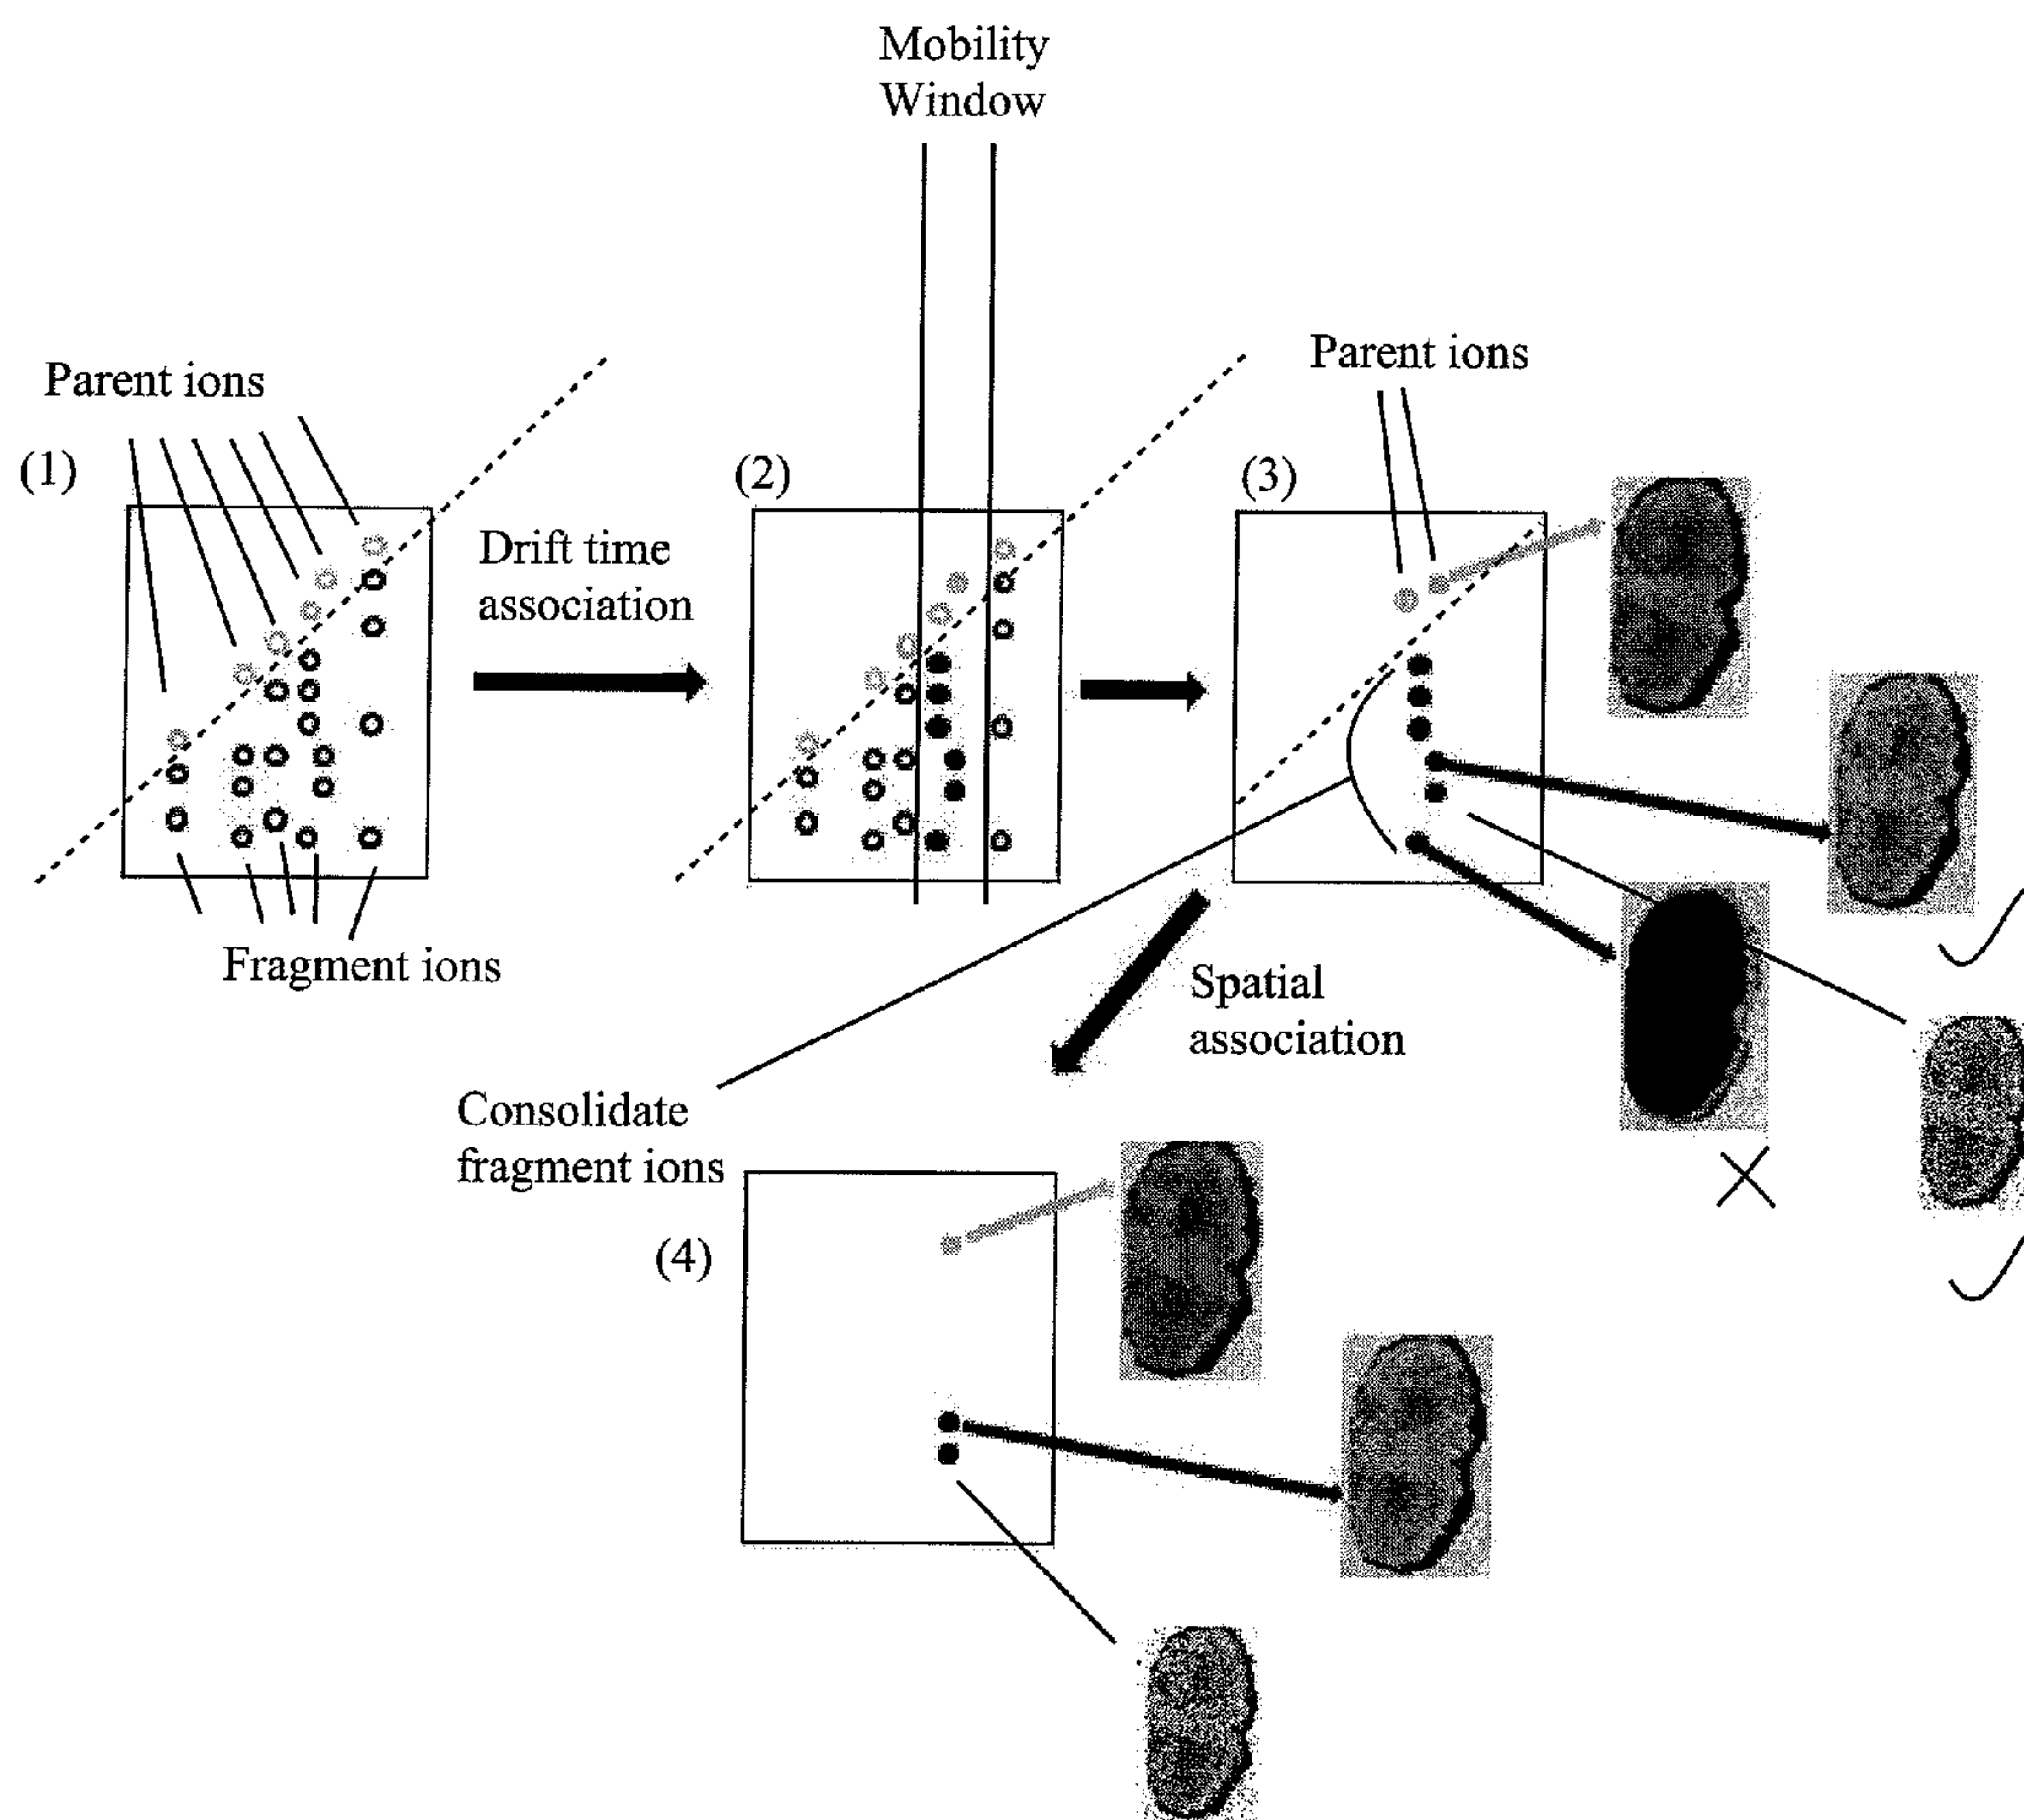 Mobility
Window
Parent ions
Parent ions
(1)
(2)
(3)
Drift time
association
Fragment ions
Spatial
association
Consolidate
fragment ions
(4)